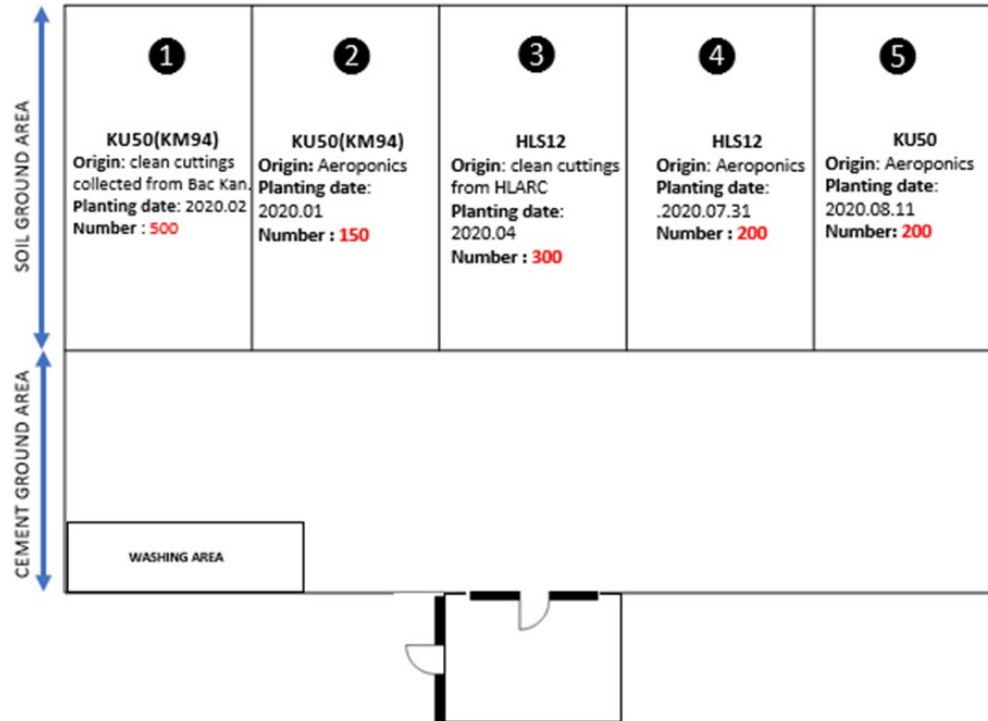 1
KU50(KM94)
Origin: clean cuttings
collected from Bac Kan.
Planting date: 2020.02
Number : 500
2
KU50(KM94)
Origin: Aeroponics
Planting date:
2020.01
Number : 150
3
HLS12
Origin: clean cuttings
from HLARC
Planting date:
2020.04
Number : 300
4
HLS12
Origin: Aeroponics
Planting date:
.2020.07.31
Number : 200
5
KU50
Origin: Aeroponics
Planting date:
2020.08.11
Number: 200
SOIL GROUND AREA
CEMENT GROUND AREA
WASHING AREA